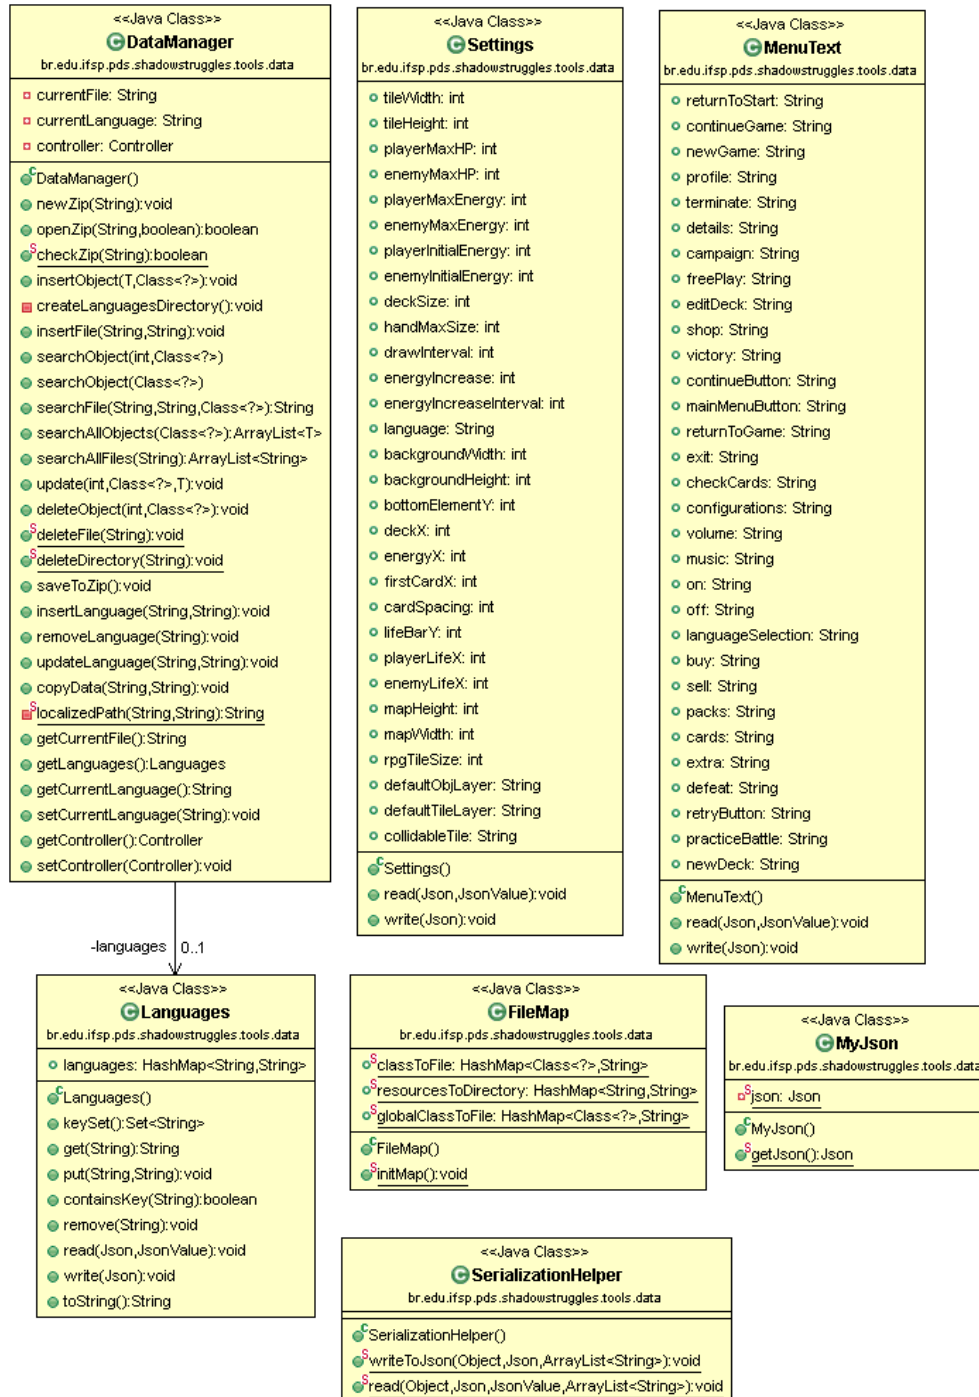 <<Java Class>>
DataManager
br.edu.ifsp.pds.shadowstruggles.tools.data
currentFile: String
currentLanguage: String
controller: Controller
DataManager()
newZip(String):void
openZip(String,boolean):boolean
checkZip(String):boolean
insertObject(T,Class<?>):void
createLanguagesDirectory():void
insertFile(String,String):void
searchObject(int,Class<?>)
searchObject(Class<?>)
searchFile(String,String,Class<?>):String
searchAllObjects(Class<?>):ArrayList<T>
searchAllFiles(String):ArrayList<String>
update(int,Class<?>,T):void
deleteObject(int,Class<?>):void
deleteFile(String):void
deleteDirectory(String):void
saveToZip():void
insertLanguage(String,String):void
removeLanguage(String):void
updateLanguage(String,String):void
copyData(String,String):void
localizedPath(String,String):String
getCurrentFile():String
getLanguages():Languages
getCurrentLanguage():String
setCurrentLanguage(String):void
getController():Controller
setController(Controller):void
<<Java Class>>
Settings
br.edu.ifsp.pds.shadowstruggles.tools.data
tileWidth: int
tileHeight: int
playerMaxHP: int
enemyMaxHP: int
playerMaxEnergy: int
enemyMaxEnergy: int
playerInitialEnergy: int
enemyInitialEnergy: int
deckSize: int
handMaxSize: int
drawInterval: int
energyIncrease: int
energyIncreaseInterval: int
language: String
backgroundWidth: int
backgroundHeight: int
bottomElementY: int
deckX: int
energyX: int
firstCardX: int
cardSpacing: int
lifeBarY: int
playerLifeX: int
enemyLifeX: int
mapHeight: int
mapWidth: int
rpgTileSize: int
defaultObjLayer: String
defaultTileLayer: String
collidableTile: String
Settings()
read(Json,JsonValue):void
write(Json):void
<<Java Class>>
MenuText
br.edu.ifsp.pds.shadowstruggles.tools.data
returnToStart: String
continueGame: String
newGame: String
profile: String
terminate: String
details: String
campaign: String
freePlay: String
editDeck: String
shop: String
victory: String
continueButton: String
mainMenuButton: String
returnToGame: String
exit: String
checkCards: String
configurations: String
volume: String
music: String
on: String
off: String
languageSelection: String
buy: String
sell: String
packs: String
cards: String
extra: String
defeat: String
retryButton: String
practiceBattle: String
newDeck: String
MenuText()
read(Json,JsonValue):void
write(Json):void
-languages 0..1
<<Java Class>>
Languages
br.edu.ifsp.pds.shadowstruggles.tools.data
languages: HashMap<String,String>
Languages()
keySet():Set<String>
get(String):String
put(String,String):void
containsKey(String):boolean
remove(String):void
read(Json,JsonValue):void
write(Json):void
toString():String
<<Java Class>>
FileMap
br.edu.ifsp.pds.shadowstruggles.tools.data
classToFile: HashMap<Class<?>,String>
resourcesToDirectory: HashMap<String,String>
globalClassToFile: HashMap<Class<?>,String>
FileMap()
initMap():void
<<Java Class>>
MyJson
br.edu.ifsp.pds.shadowstruggles.tools.data
json: Json
MyJson()
getJson():Json
<<Java Class>>
SerializationHelper
br.edu.ifsp.pds.shadowstruggles.tools.data
SerializationHelper()
writeToJson(Object,Json,ArrayList<String>):void
read(Object,Json,JsonValue,ArrayList<String>):void